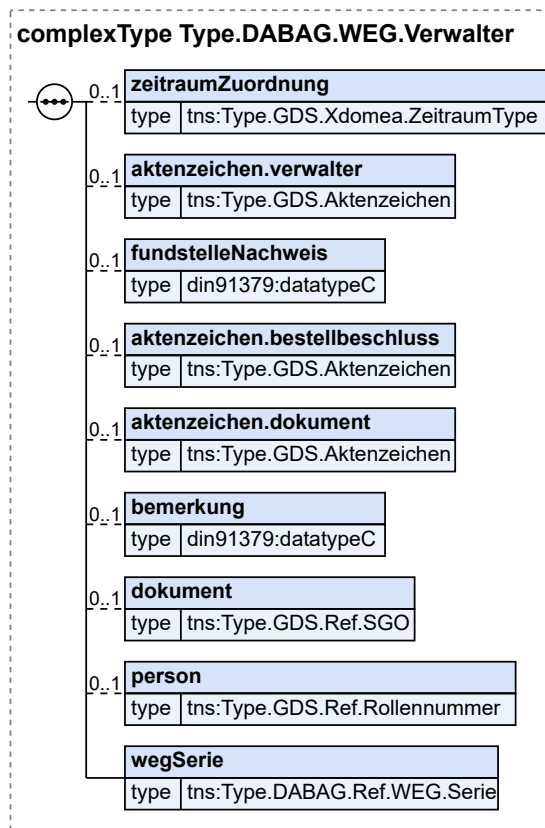 complexType Type.DABAG.WEG.Verwalter
0..1 zeitraumZuordnung
type tns:Type.GDS.Xdomea.ZeitraumType
0..1 aktenzeichen.verwalter
type tns:Type.GDS.Aktenzeichen
0..1 fundstelleNachweis
type din91379:datatypeC
0..1 aktenzeichen.bestellbeschluss
type tns:Type.GDS.Aktenzeichen
0..1 aktenzeichen.dokument
type tns:Type.GDS.Aktenzeichen
0..1 bemerkung
type din91379:datatypeC
0..1 dokument
type tns:Type.GDS.Ref.SGO
0..1 person
type tns:Type.GDS.Ref.Rollennummer
wegSerie
type tns:Type.DABAG.Ref.WEG.Serie